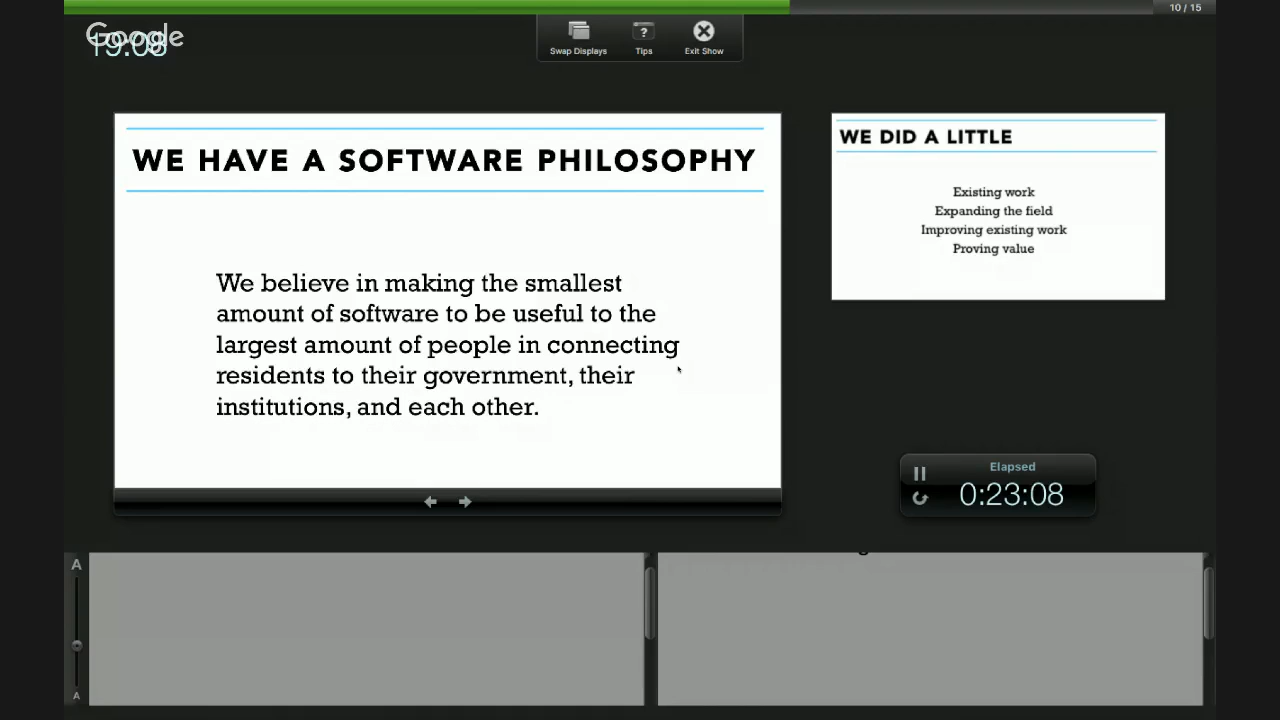 10 / 15
Google
19:08
Swap Displays
Tips
Exit Show
WE HAVE A SOFTWARE PHILOSOPHY
We believe in making the smallest
amount of software to be useful to the
largest amount of people in connecting
residents to their government, their
institutions, and each other.
WE DID A LITTLE
Existing work
Expanding the field
Improving existing work
Proving value
Elapsed
0:23:08
A
A